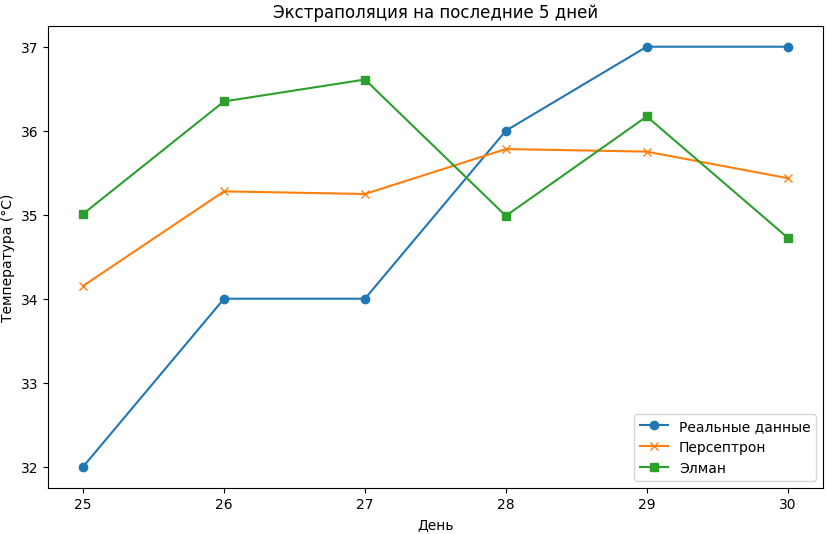 Экстраполяция на последние 5 дней
Температура (°C)
37
36
35
34
33
32
25 26 27 28 29 30
День
Реальные данные
Персептрон
Элман